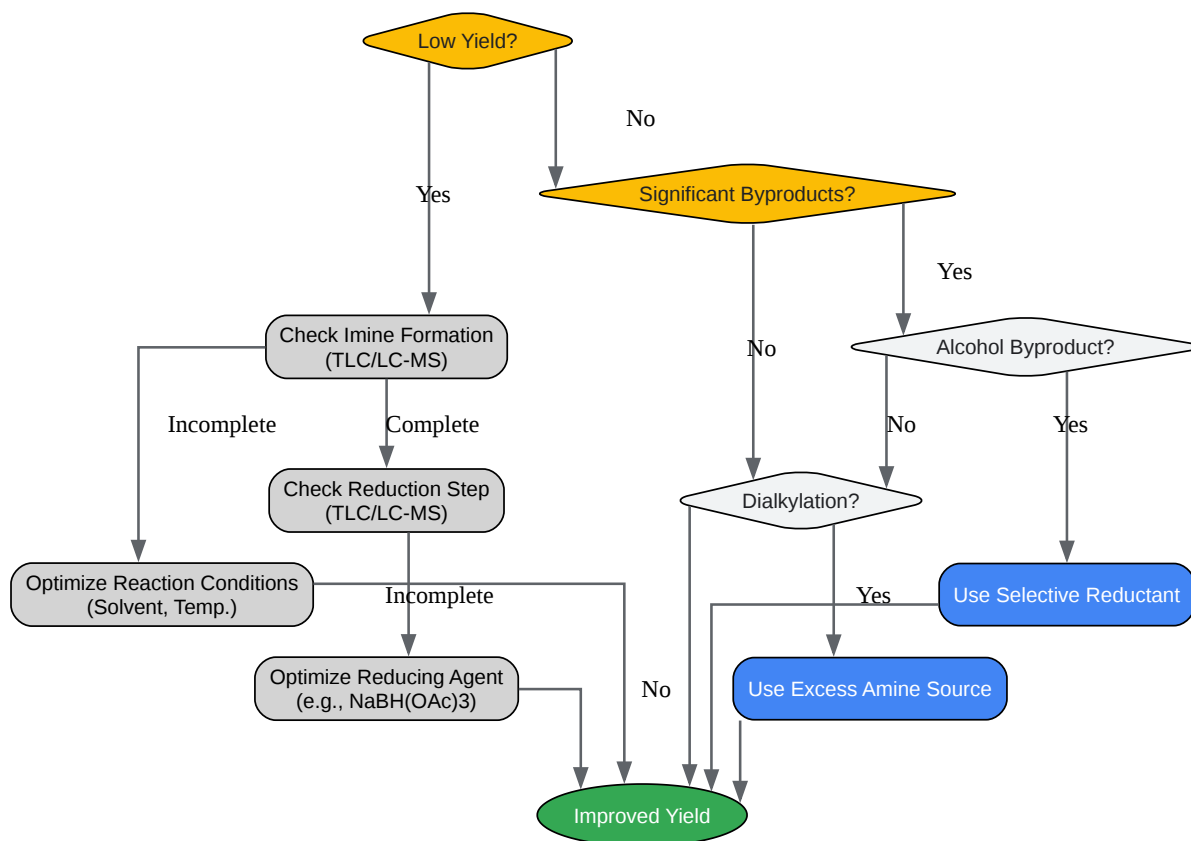 Low Yield?
No
Yes
Significant Byproducts?
Yes
Check Imine Formation
(TLC/LC-MS)
No
Alcohol Byproduct?
Incomplete
Complete
No
Yes
Check Reduction Step
(TLC/LC-MS)
Dialkylation?
Optimize Reaction Conditions
(Solvent, Temp.)
Incomplete
Yes
Use Selective Reductant
Optimize Reducing Agent
(e.g., NaBH(OAc)3)
No
Use Excess Amine Source
Improved Yield